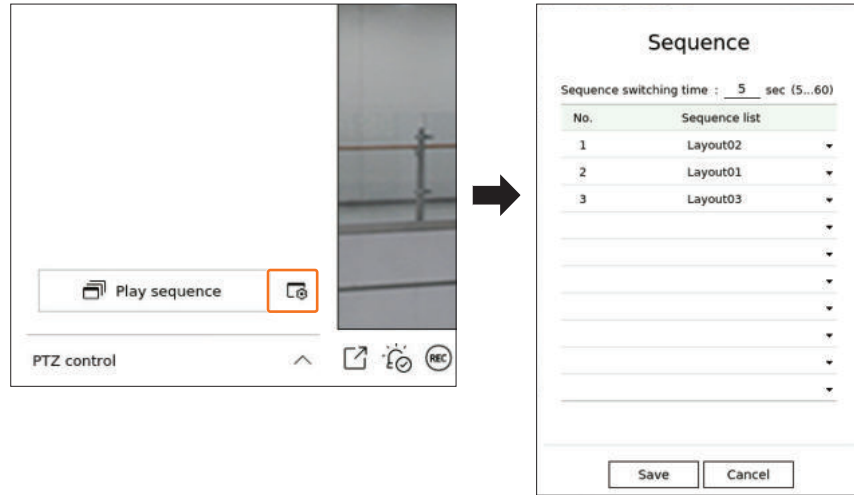 Play sequence
PTZ control
REC
Sequence
Sequence switching time : 5 sec (5...60)
No. Sequence list
1 Layout02
2 Layout01
3 Layout03
Save Cancel